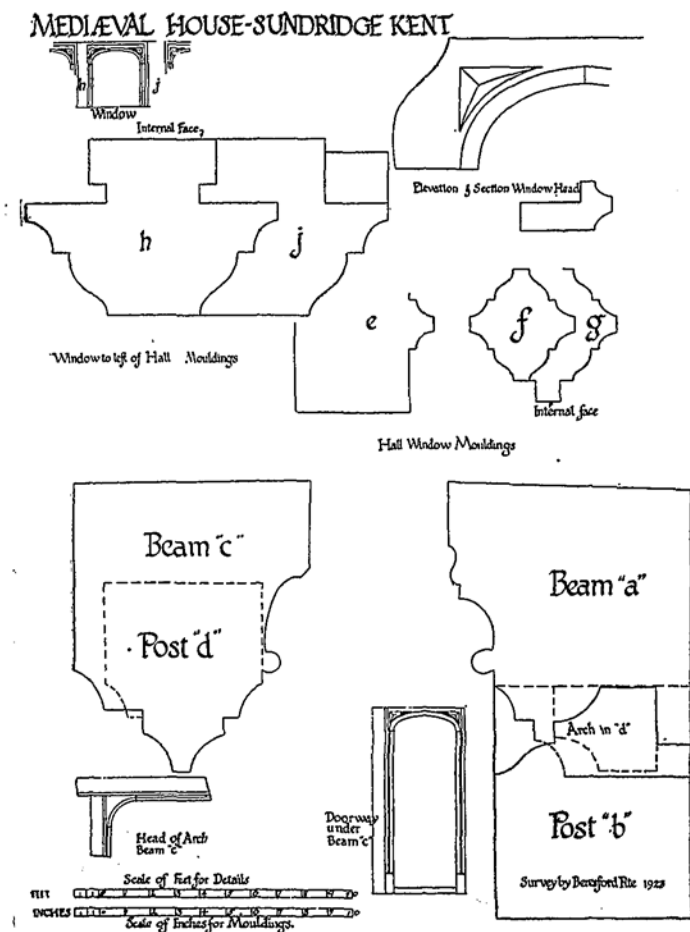 MEDIÆVAL HOUSE-SUNDRIDGE KENT
h
j
Window
Internal Face,
Elevation & Section Window Head
h
j
e
f
g
Window to left of Hall Mouldings
Internal face
Hall Window Mouldings
Beam "c"
Post "d"
Beam "a"
Arch in "d"
Post "b"
Head of Arch
Beam "c"
Doorway
under
Beam "c"
Survey by Beresford Pite 1923
Scale of Feet for Details
FEET
INCHES
Scale of Inches for Mouldings.